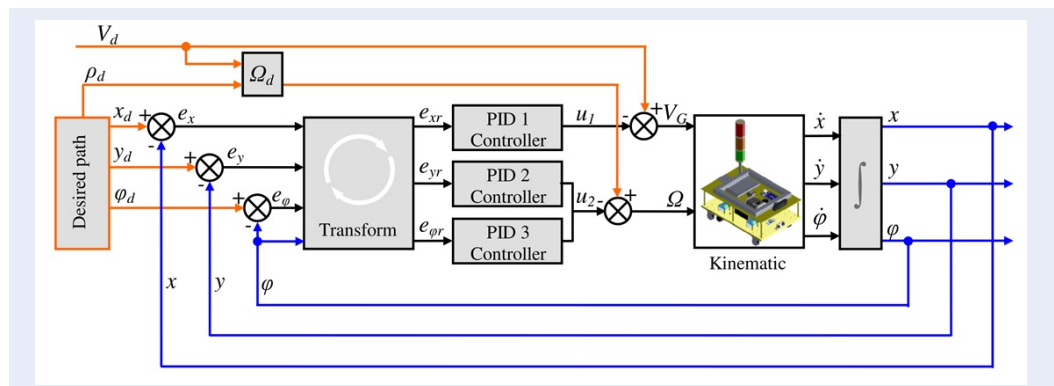 V_d
ρ_d
Ω_d
x_d + e_x
-
y_d + e_y
-
φ_d + e_φ
-
Desired path
Transform
e_xr
e_yr
e_φr
PID 1
Controller
PID 2
Controller
PID 3
Controller
u_1
u_2
- + V_G
- + Ω
Kinematic
ẋ
ẏ
φ̇
∫
x
y
φ
x y φ